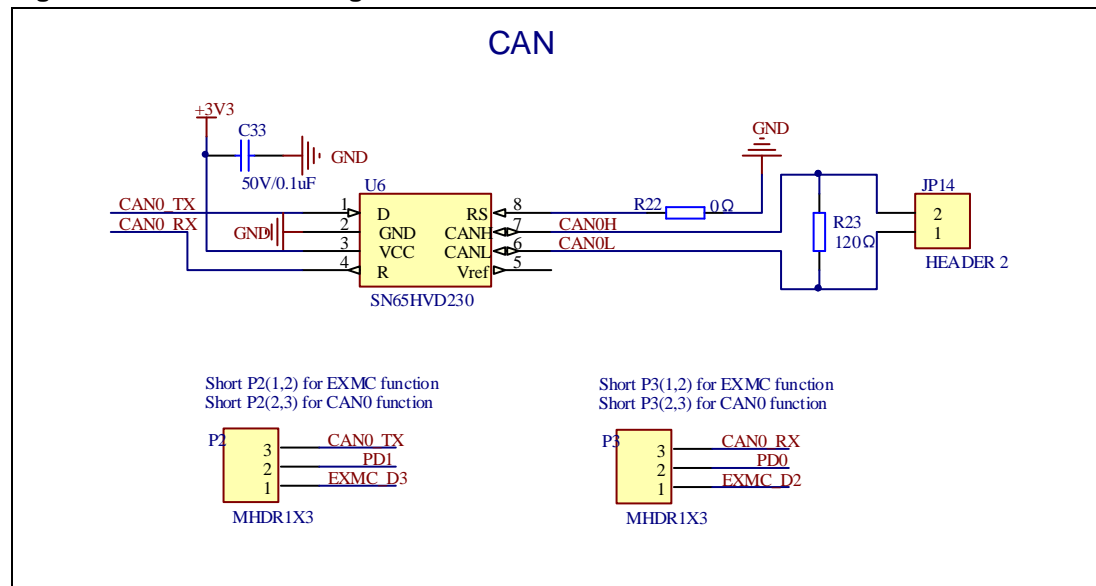 CAN
+3V3
C33
GND
50V/0.1uF
GND
U6
CAN0_TX
CAN0_RX
1
2
3
4
GND
D
GND
VCC
R
RS
CANH
CANL
Vref
8
7
6
5
SN65HVD230
R22
0Ω
CAN0H
CAN0L
R23
120Ω
JP14
2
1
HEADER 2
Short P2(1,2) for EXMC function
Short P2(2,3) for CAN0 function
P2
3
CAN0_TX
2
PD1
1
EXMC_D3
MHDR1X3
Short P3(1,2) for EXMC function
Short P3(2,3) for CAN0 function
P3
3
CAN0_RX
2
PD0
1
EXMC_D2
MHDR1X3